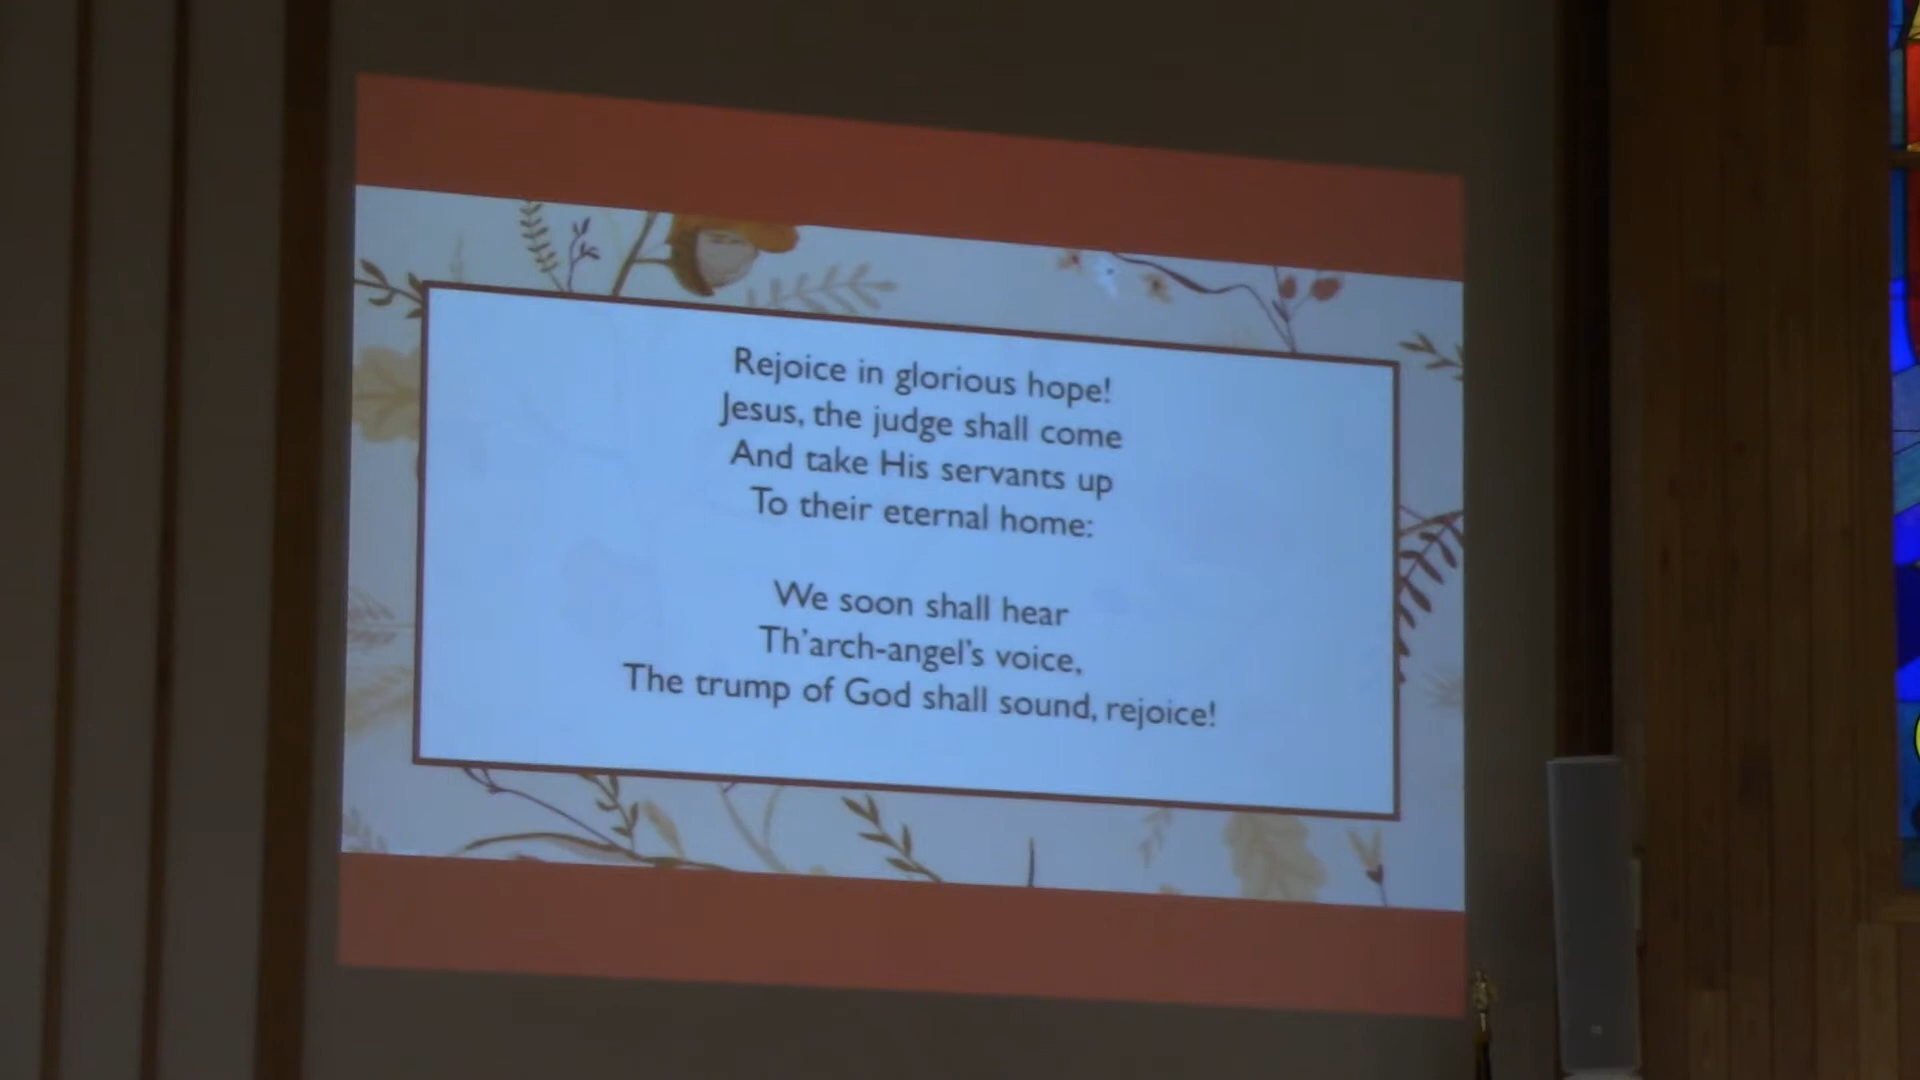 Rejoice in glorious hope!
Jesus, the judge shall come
And take His servants up
To their eternal home:
We soon shall hear
Th'arch-angel's voice,
The trump of God shall sound, rejoice!